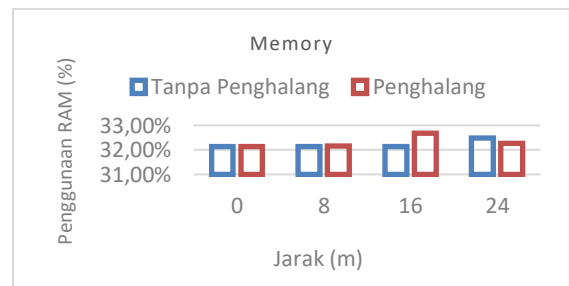 Memory
Tanpa Penghalang Penghalang
Penggunaan RAM (%)
33,00%
32,00%
31,00%
0 8 16 24
Jarak (m)